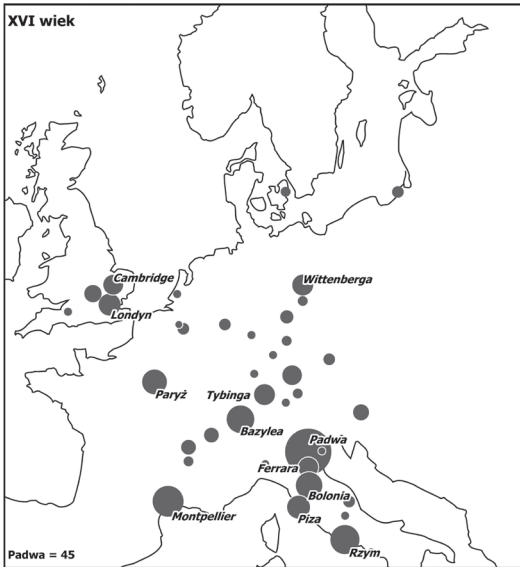 XVI wiek
Cambridge
Wittenberga
Londyn
Paryż
Tybinga
Bazylea
Padwa
Ferrara
Bolonia
Montpellier
Piza
Rzym
Padwa = 45